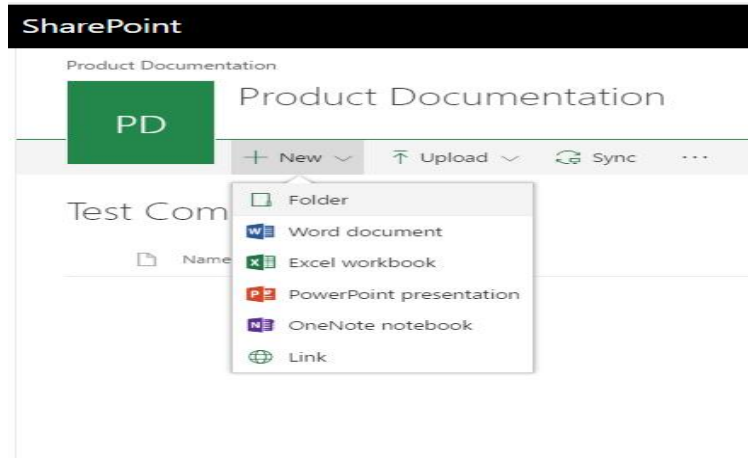 SharePoint
Product Documentation
PD
Product Documentation
+ New Upload Sync ...
Test Com
Name
Folder
Word document
Excel workbook
PowerPoint presentation
OneNote notebook
Link